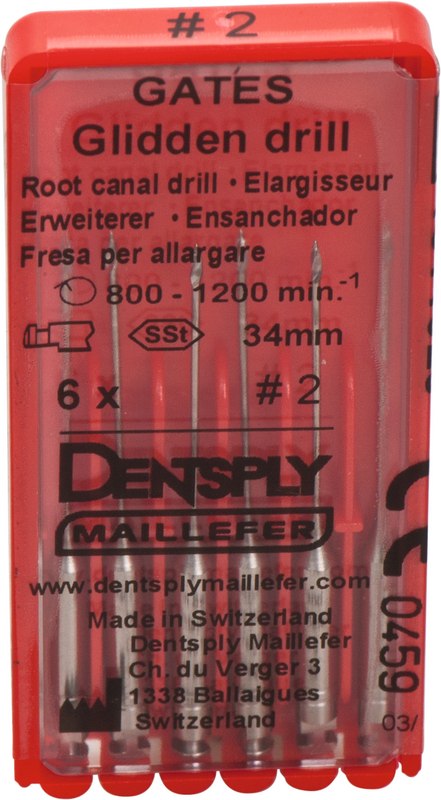 # 2
GATES
Glidden drill
Root canal drill • Elargisseur
Erweiterer • Ensanchador
Fresa per allargare
800 - 1200 min.⁻¹
SSt 34mm
6 x # 2
DENTSPLY
MAILLEFER
www.dentsplymaillefer.com
Made in Switzerland
Dentsply Maillefer
Ch. du Verger 3
1338 Ballaigues
Switzerland
CE 0459
03/